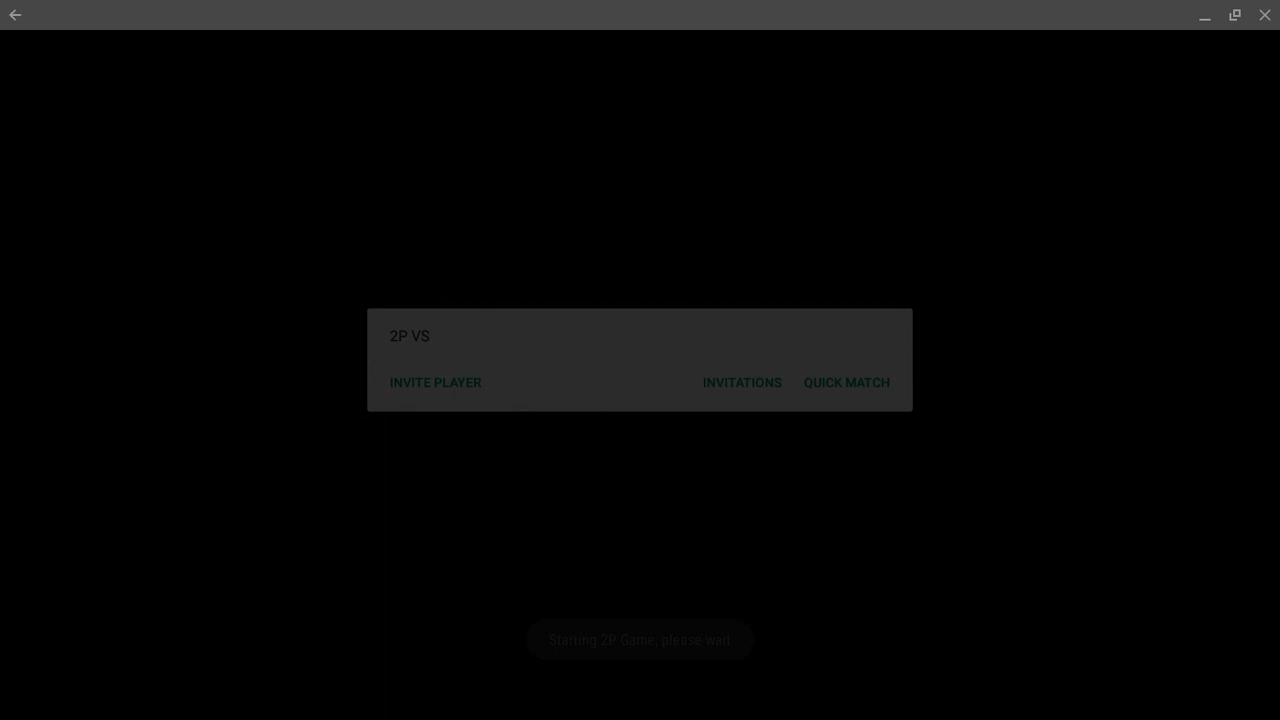 2P VS
INVITE PLAYER
INVITATIONS
QUICK MATCH
Starting 2P Game, please wait